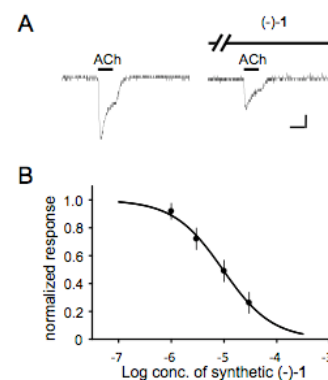 A
(-)-1
ACh
ACh
B
normalized response
1.0
0.8
0.6
0.4
0.2
0
-7
-6
-5
-4
-3
Log conc. of synthetic (-)-1